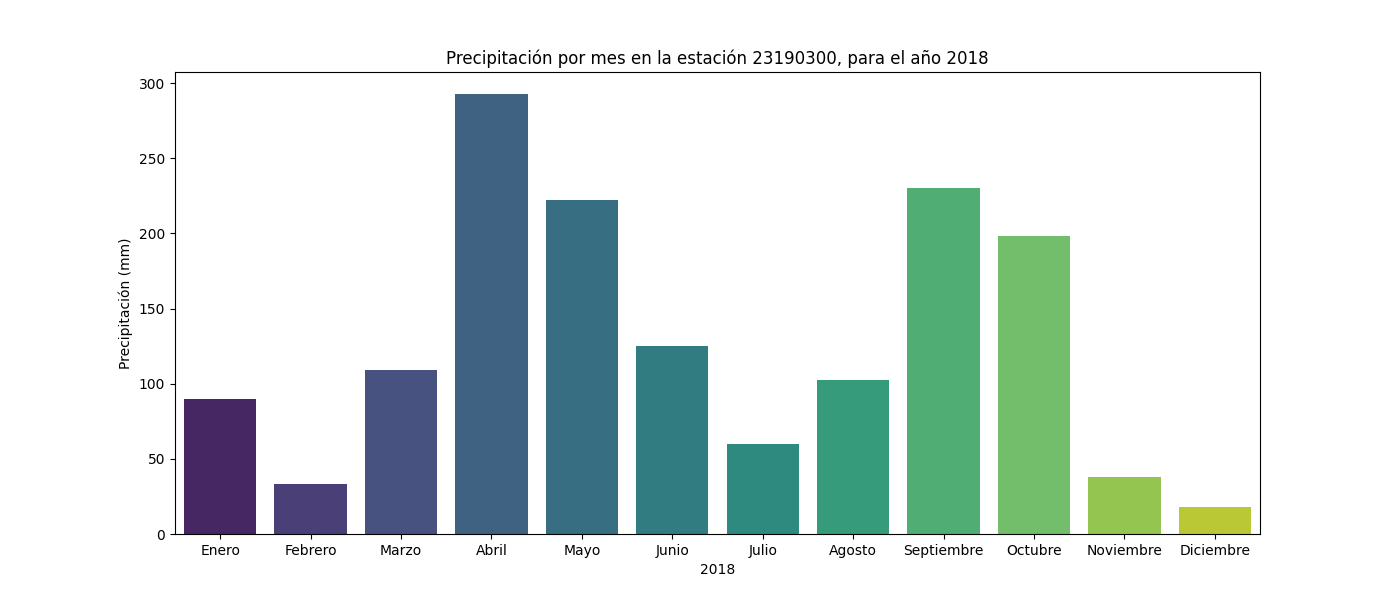 Precipitación por mes en la estación 23190300, para el año 2018
Precipitación (mm)
300
250
200
150
100
50
0
Enero Febrero Marzo Abril Mayo Junio Julio Agosto Septiembre Octubre Noviembre Diciembre
2018